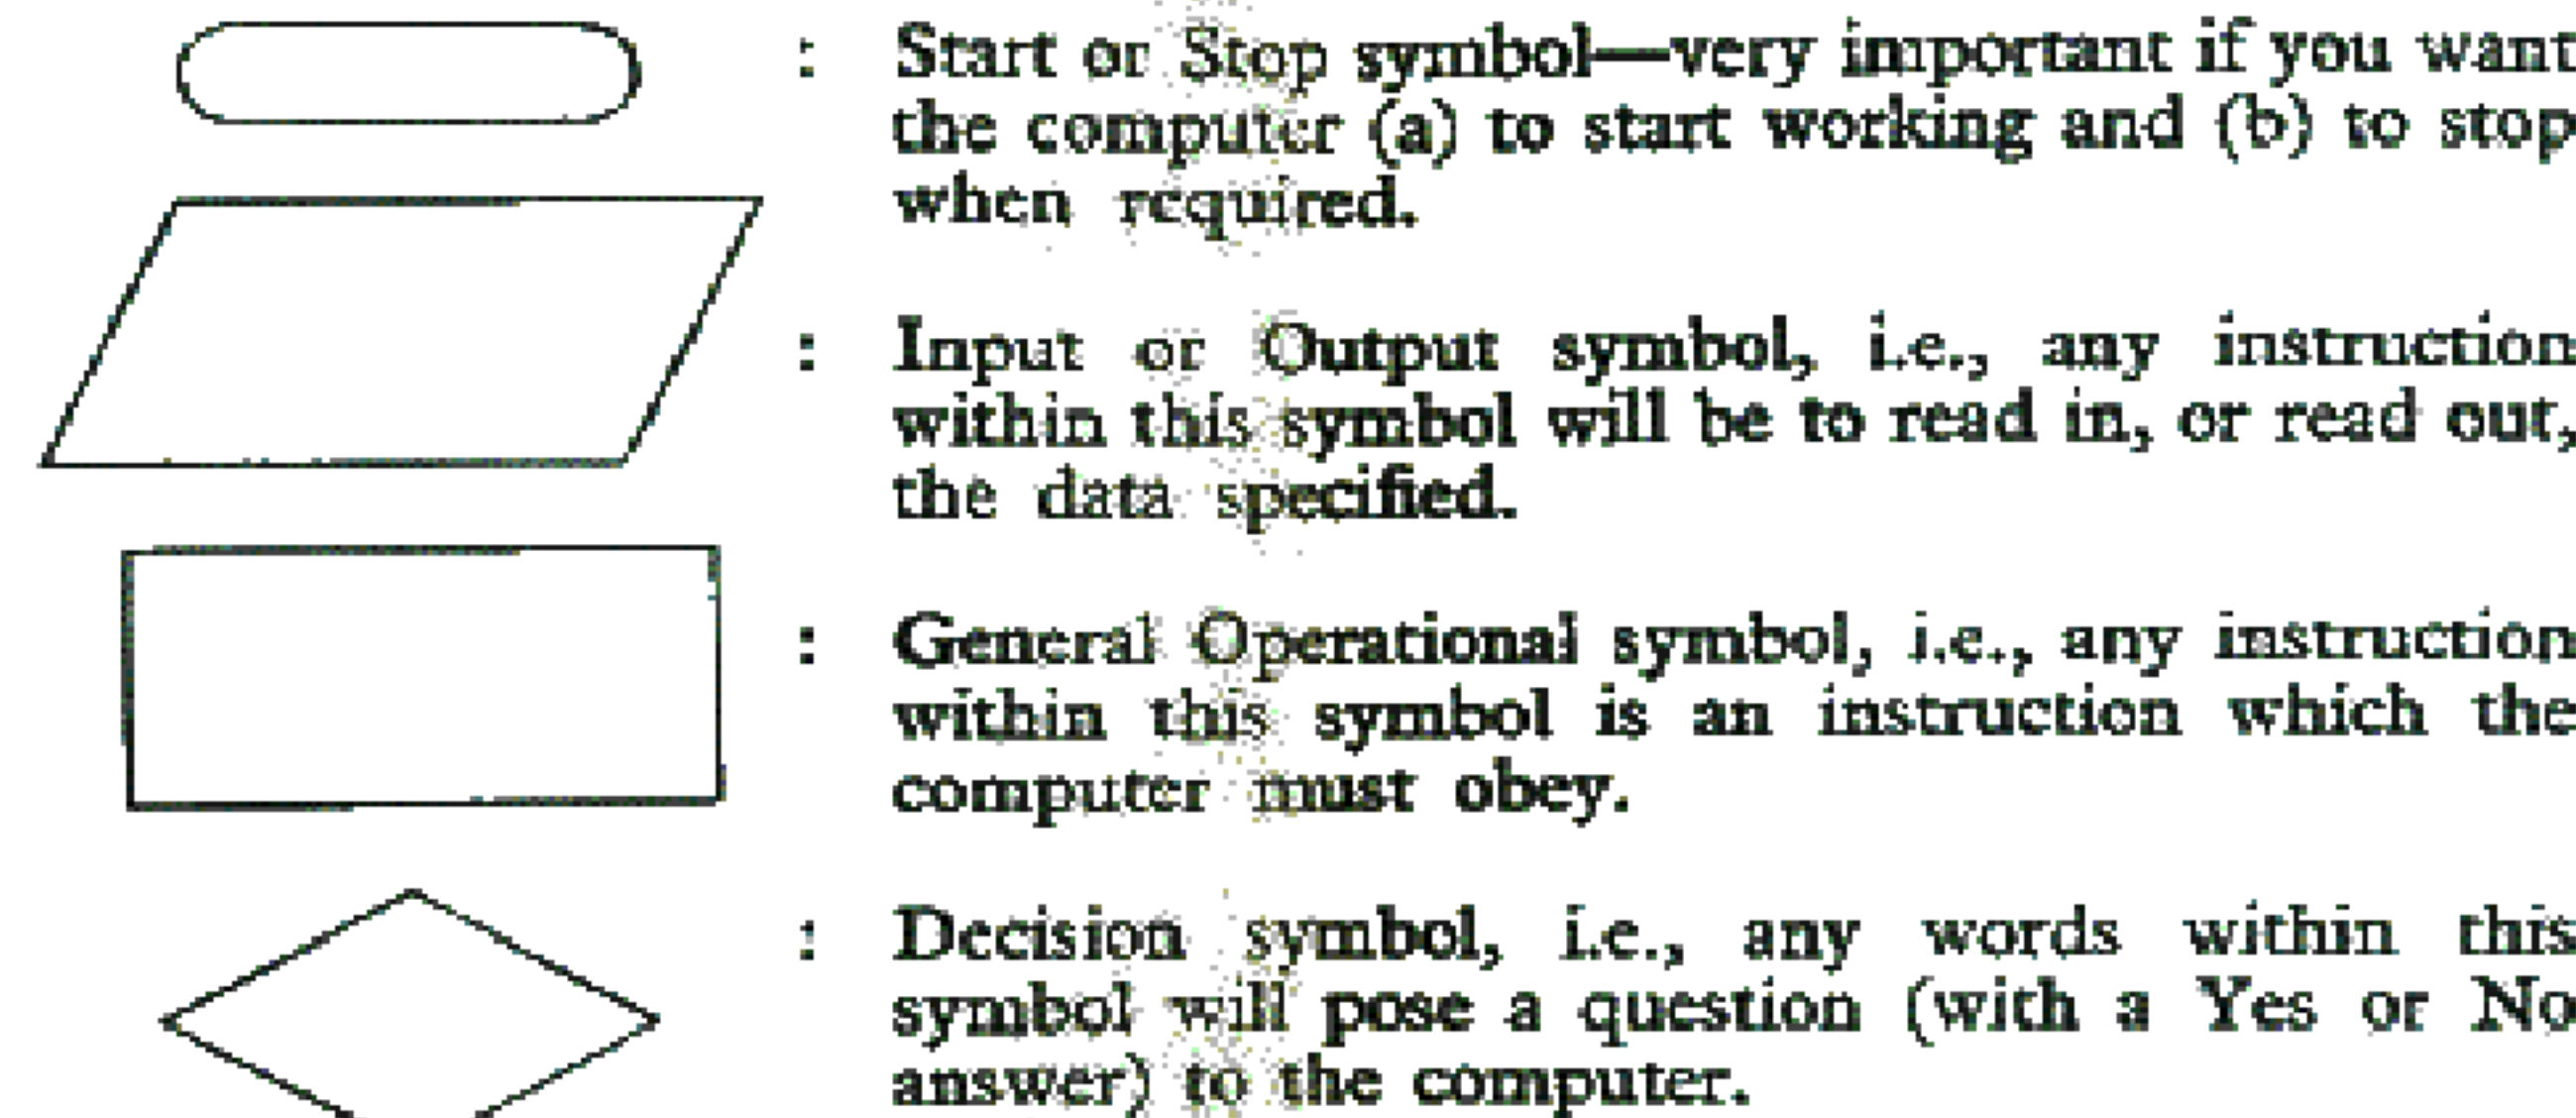 : Start or Stop symbol—very important if you want
the computer (a) to start working and (b) to stop
when required.
: Input or Output symbol, i.e., any instruction
within this symbol will be to read in, or read out,
the data specified.
: General Operational symbol, i.e., any instruction
within this symbol is an instruction which the
computer must obey.
: Decision symbol, i.e., any words within this
symbol will pose a question (with a Yes or No
answer) to the computer.